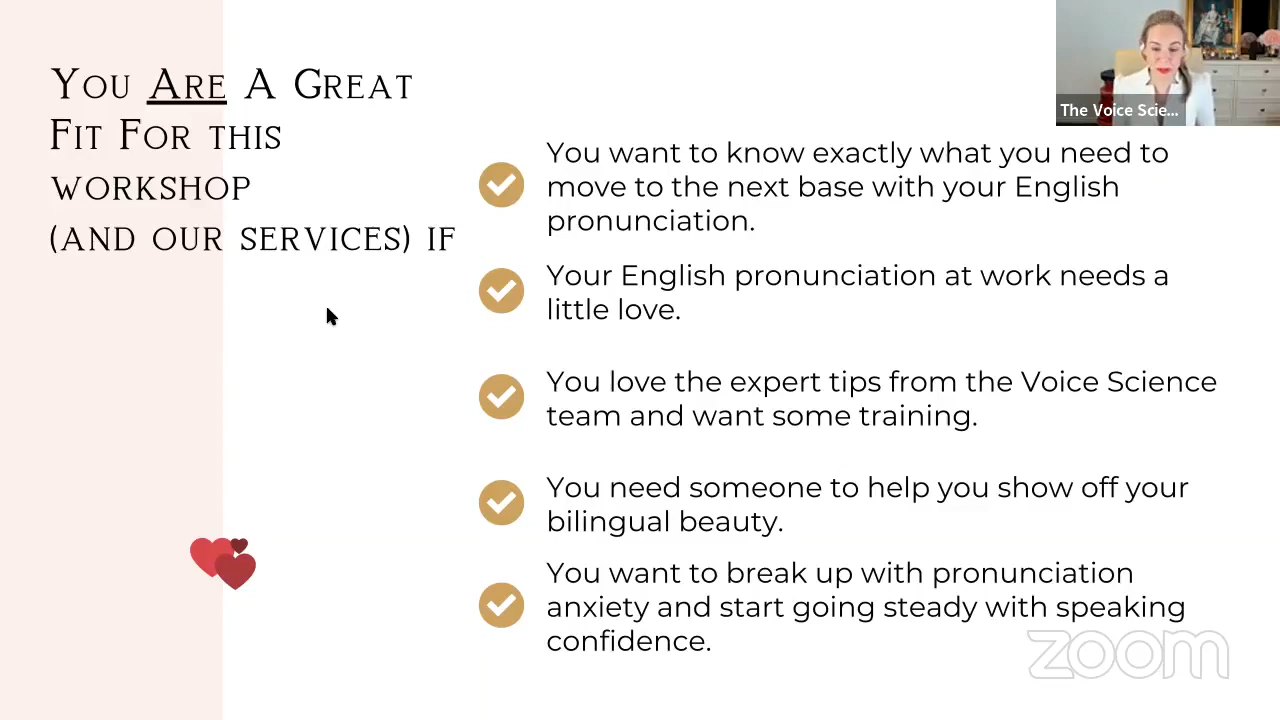 You Are A Great
Fit For this
workshop
(and our services) if
The Voice Scie...
You want to know exactly what you need to
move to the next base with your English
pronunciation.
Your English pronunciation at work needs a
little love.
You love the expert tips from the Voice Science
team and want some training.
You need someone to help you show off your
bilingual beauty.
You want to break up with pronunciation
anxiety and start going steady with speaking
confidence.
zoom